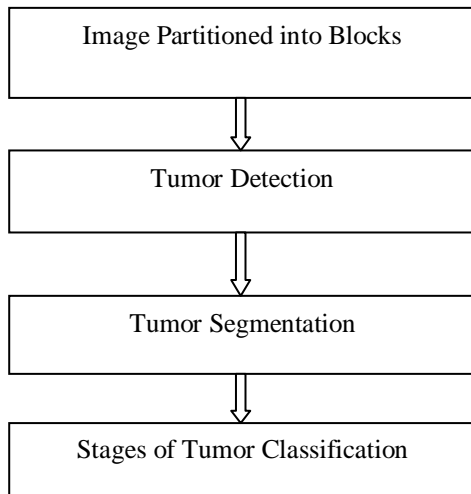 Image Partitioned into Blocks
Tumor Detection
Tumor Segmentation
Stages of Tumor Classification